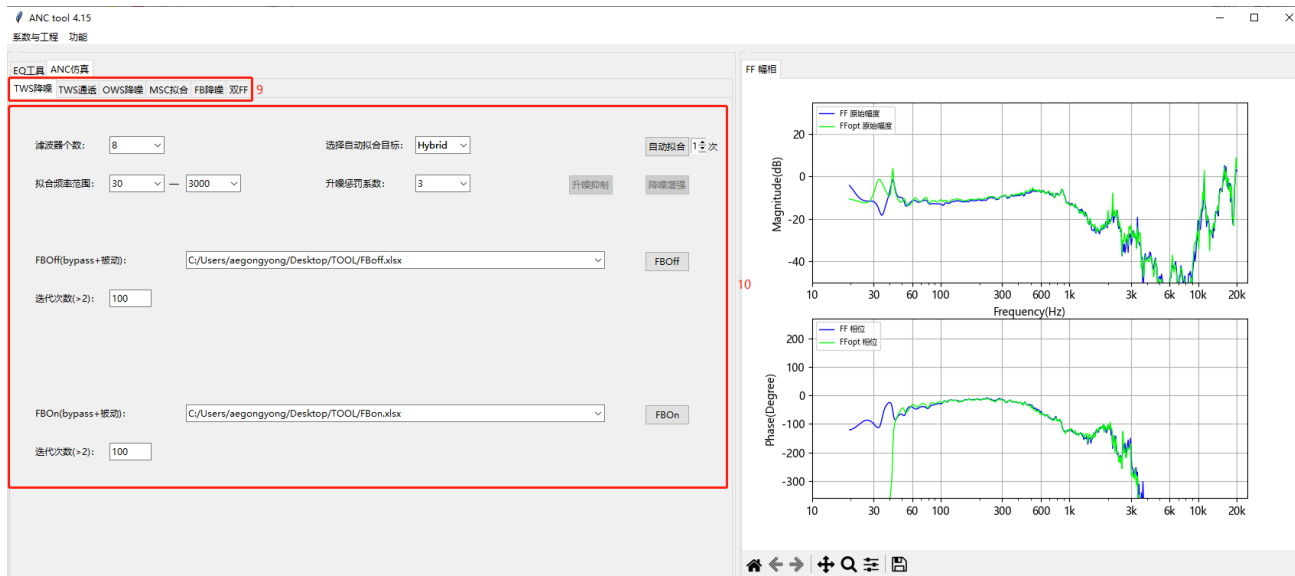 ANC tool 4.15
系数与工程 功能
EQ工具 ANC仿真
TWS降噪 TWS通透 OWS降噪 MSC拟合 FB降噪 双FF 9
滤波器个数: 8 选择自动拟合目标: Hybrid 自动拟合 1 次
拟合频率范围: 30 — 3000 升噪惩罚系数: 3 升噪抑制 降噪增强
FBOff(bypass+被动): C:/Users/aegongyong/Desktop/TOOL/FBoff.xlsx FBOff
迭代次数(>2): 100
FBOn(bypass+被动): C:/Users/aegongyong/Desktop/TOOL/FBon.xlsx FBOn
迭代次数(>2): 100
10
FF 幅相
FF 原始幅度
FFopt 原始幅度
Magnitude(dB)
20
0
-20
-40
10 30 60 100 300 600 1k 3k 6k 10k 20k
Frequency(Hz)
FF 相位
FFopt 相位
Phase(Degree)
200
100
0
-100
-200
-300
10 30 60 100 300 600 1k 3k 6k 10k 20k